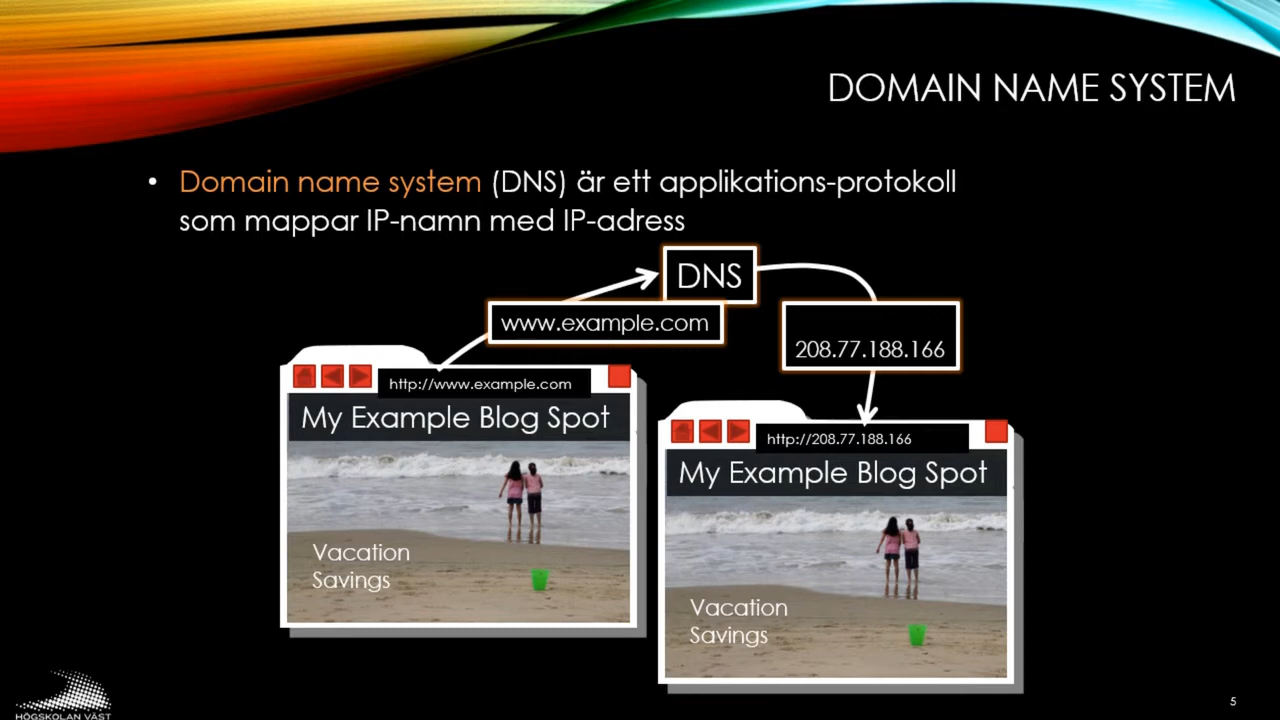 DOMAIN NAME SYSTEM
• Domain name system (DNS) är ett applikations-protokoll
som mappar IP-namn med IP-adress
DNS
www.example.com
208.77.188.166
http://www.example.com
My Example Blog Spot
Vacation
Savings
http://208.77.188.166
My Example Blog Spot
Vacation
Savings
HÖGSKOLAN VÄST
5